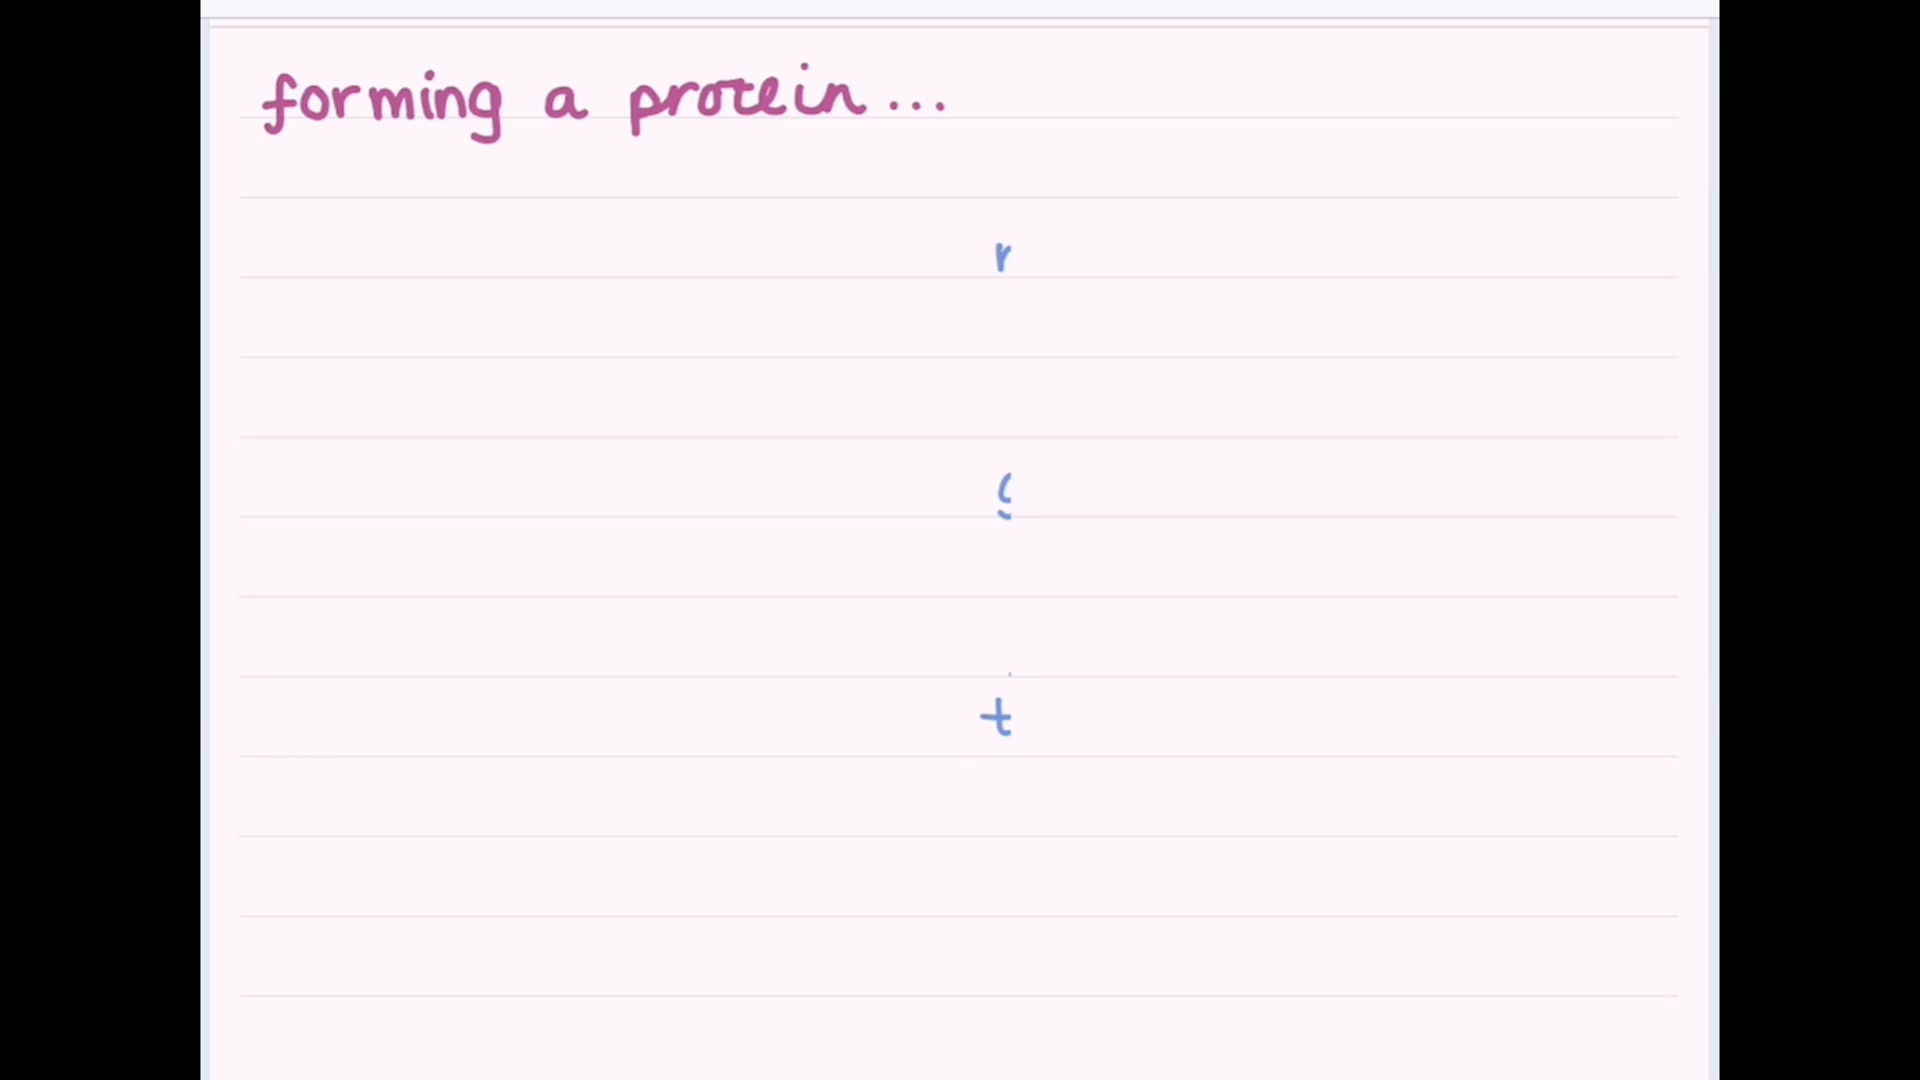 forming a protein...
r
g
t